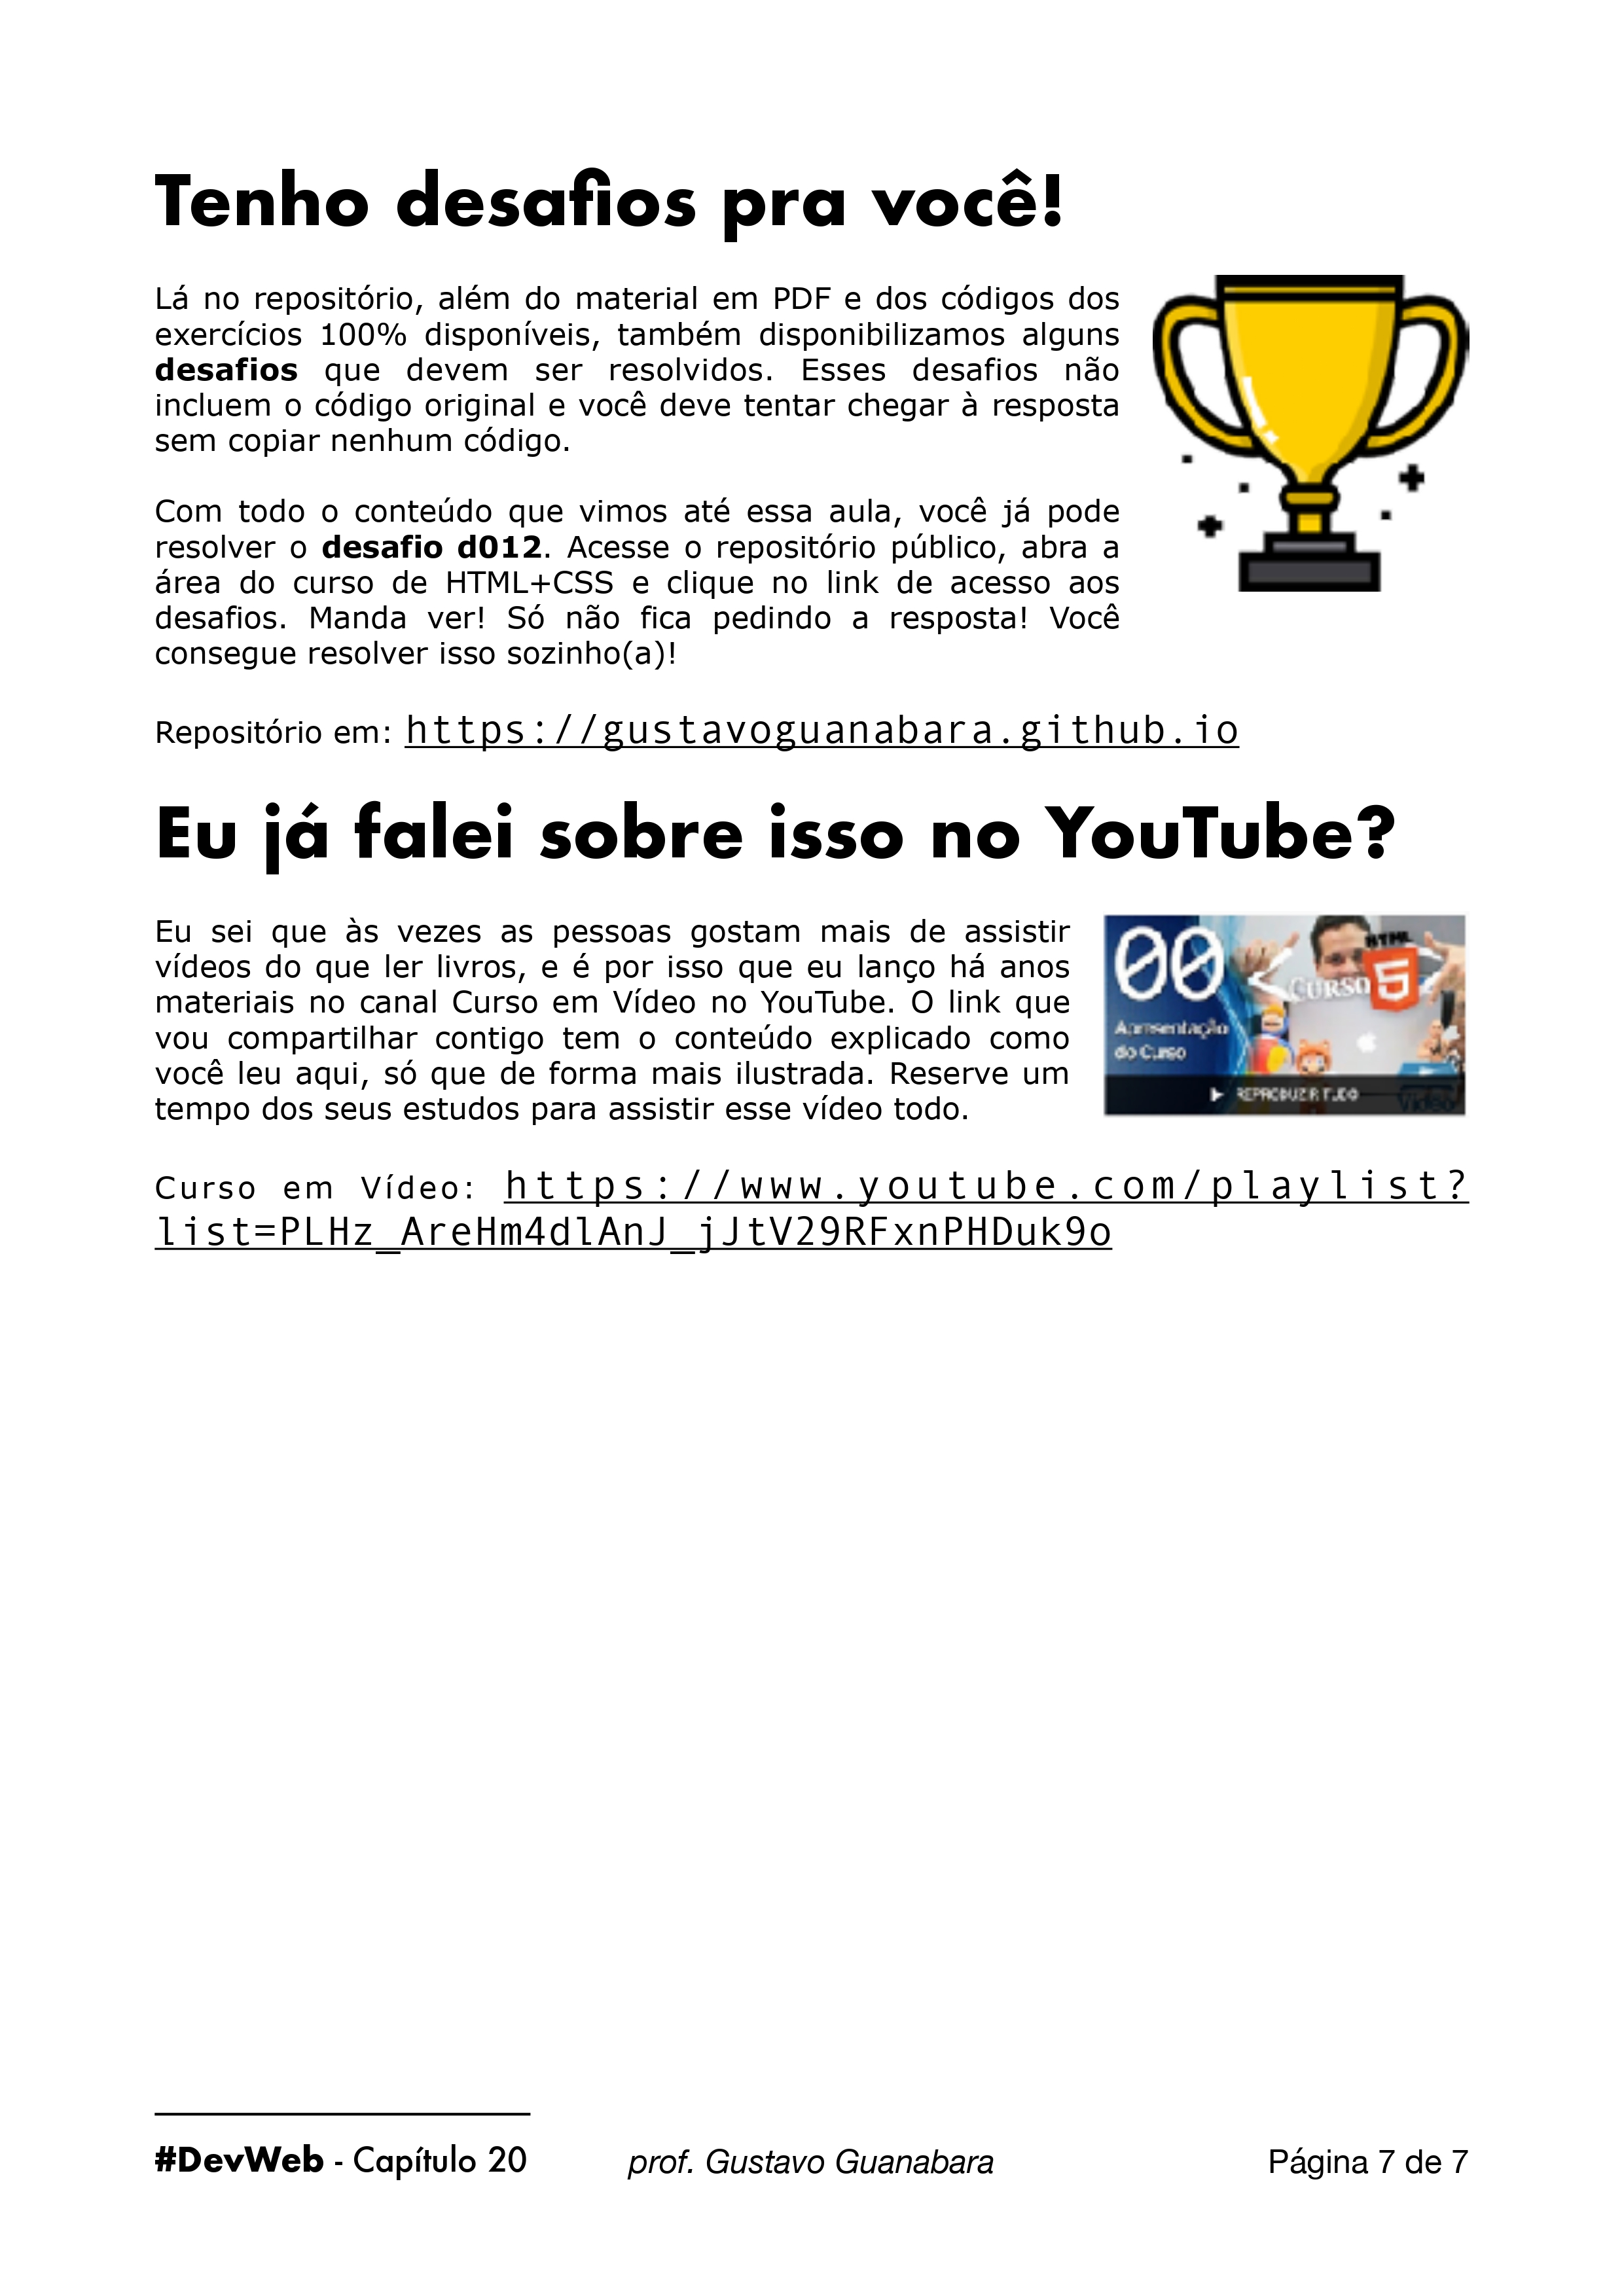 Tenho desafios pra você!
Lá no repositório, além do material em PDF e dos códigos dos
exercícios 100% disponíveis, também disponibilizamos alguns
desafios que devem ser resolvidos. Esses desafios não
incluem o código original e você deve tentar chegar à resposta
sem copiar nenhum código.
Com todo o conteúdo que vimos até essa aula, você já pode
resolver o desafio d012. Acesse o repositório público, abra a
área do curso de HTML+CSS e clique no link de acesso aos
desafios. Manda ver! Só não fica pedindo a resposta! Você
consegue resolver isso sozinho(a)!
Repositório em: https://gustavoguanabara.github.io
Eu já falei sobre isso no YouTube?
Eu sei que às vezes as pessoas gostam mais de assistir
vídeos do que ler livros, e é por isso que eu lanço há anos
materiais no canal Curso em Vídeo no YouTube. O link que
vou compartilhar contigo tem o conteúdo explicado como
você leu aqui, só que de forma mais ilustrada. Reserve um
tempo dos seus estudos para assistir esse vídeo todo.
00
HTML
CURSO 5
Apresentação
do Curso
REPRODUZIR TUDO
Curso em Vídeo: https://www.youtube.com/playlist?
list=PLHz_AreHm4dlAnJ_jJtV29RFxnPHDuk9o
#DevWeb - Capítulo 20
prof. Gustavo Guanabara
Página 7 de 7